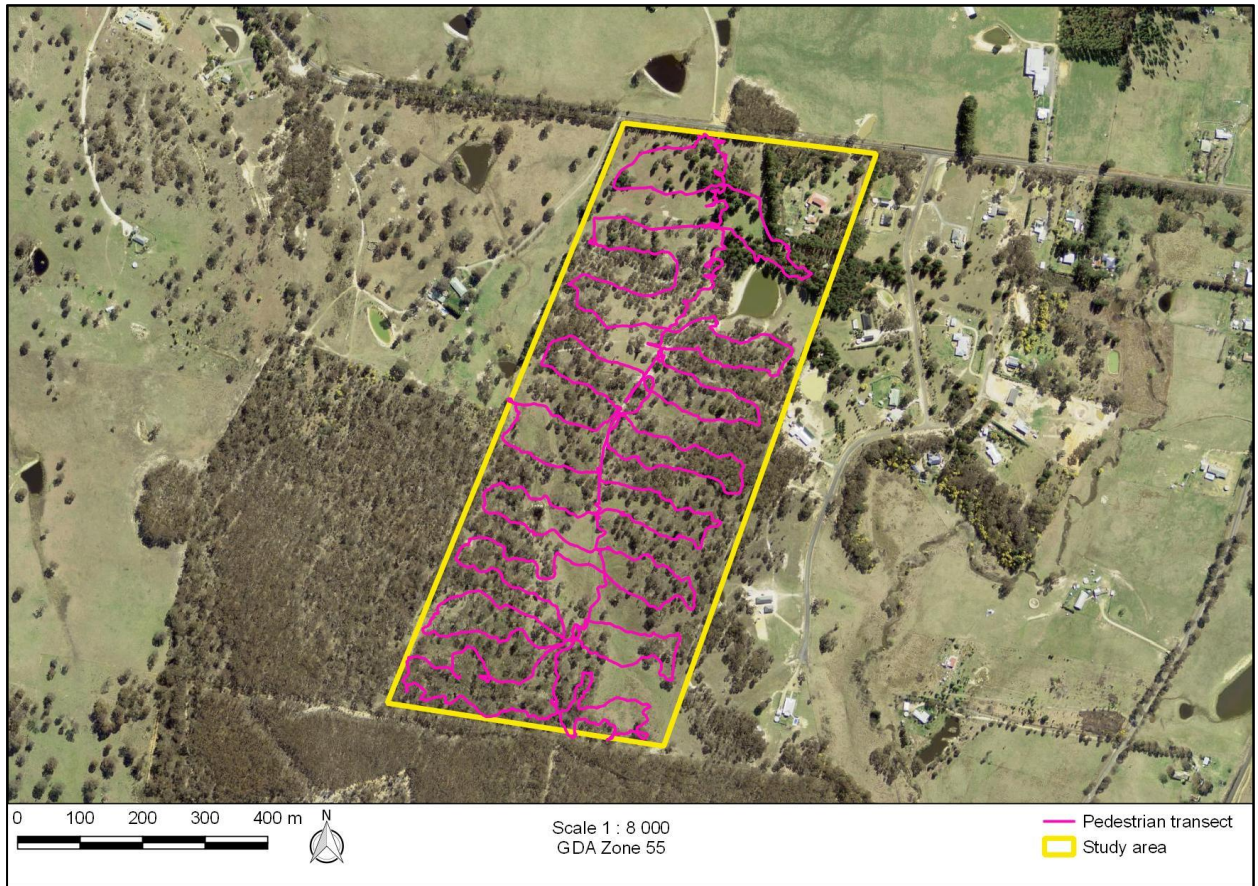 0 100 200 300 400 m
N
Scale 1 : 8 000
GDA Zone 55
Pedestrian transect
Study area